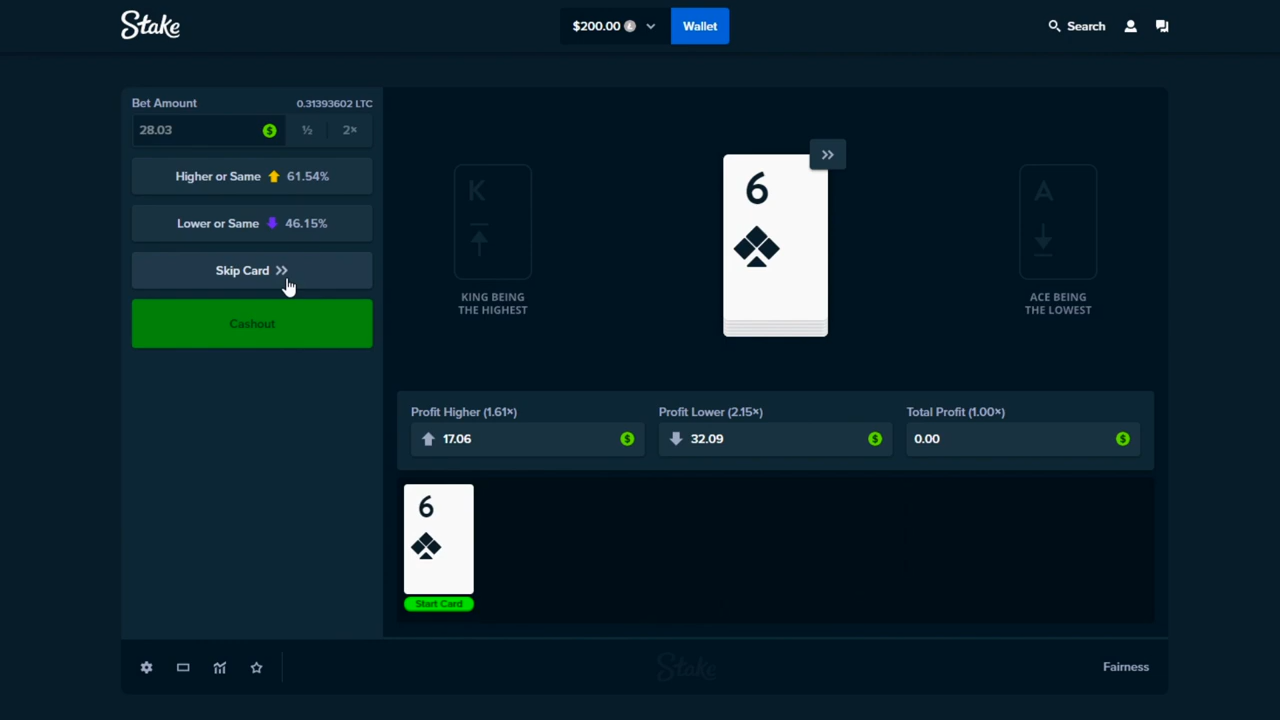 Stake
$200.00
Wallet
Search
Bet Amount
0.31393602 LTC
28.03
$
½
2×
Higher or Same 61.54%
Lower or Same 46.15%
Skip Card
Cashout
K
KING BEING
THE HIGHEST
6
A
ACE BEING
THE LOWEST
Profit Higher (1.61×)
17.06
$
Profit Lower (2.15×)
32.09
$
Total Profit (1.00×)
0.00
$
6
Start Card
Stake
Fairness